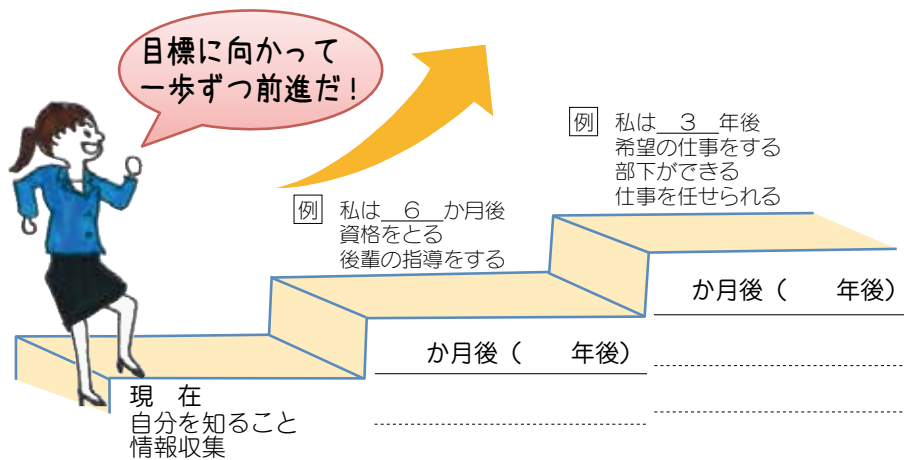 目標に向かって
一歩ずつ前進だ！
例 私は 3 年後
希望の仕事をする
部下ができる
仕事を任せられる
例 私は 6 か月後
資格をとる
後輩の指導をする
か月後（　　年後）
か月後（　　年後）
現　在
自分を知ること
情報収集